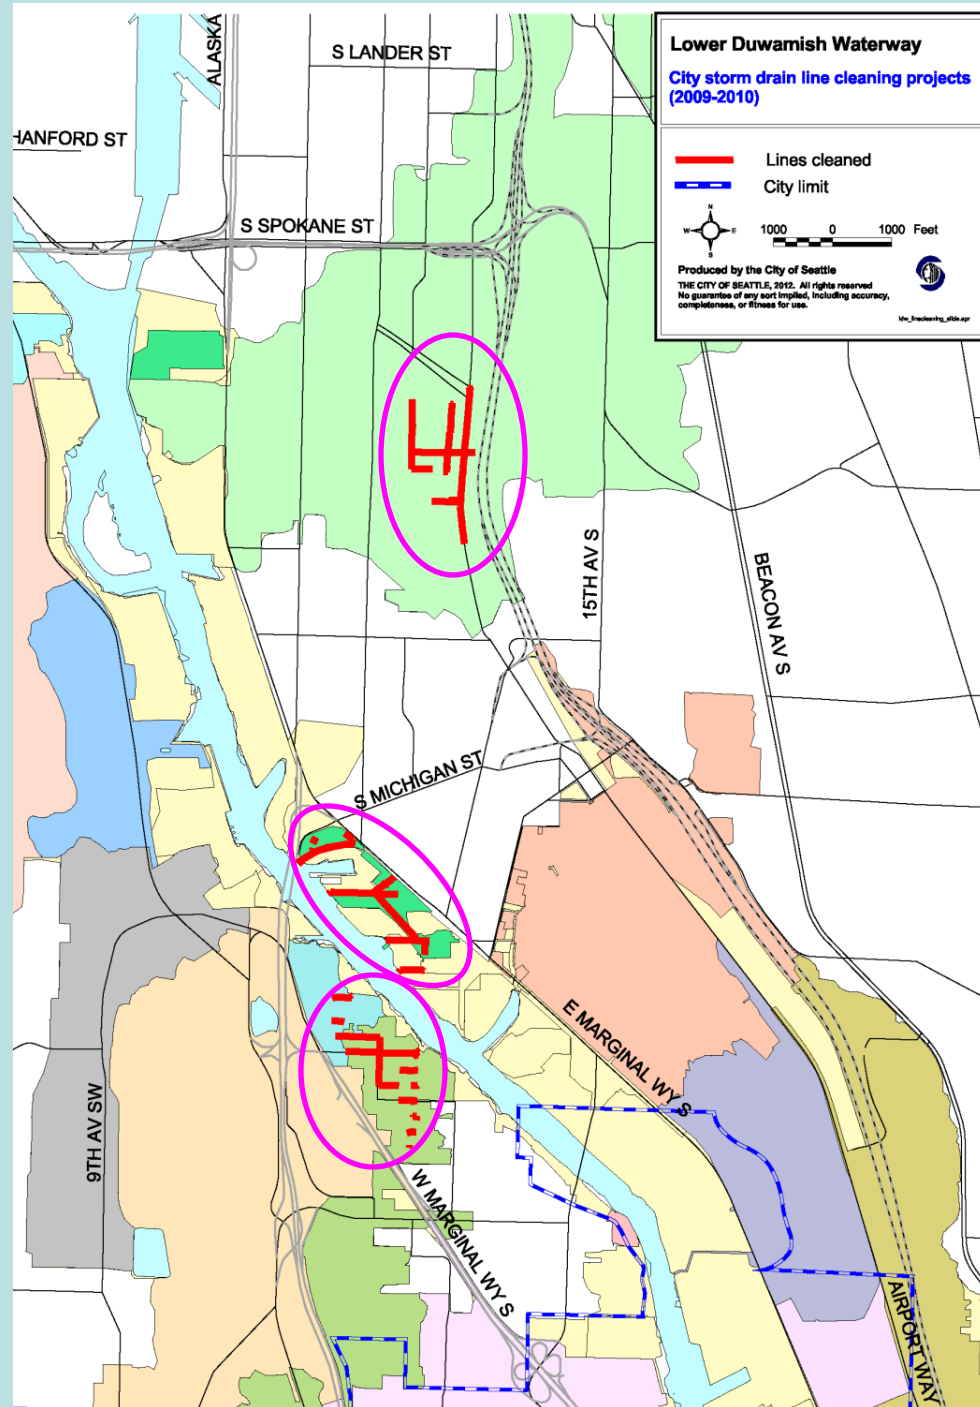 Lower Duwamish Waterway
City storm drain line cleaning projects
(2009-2010)
Lines cleaned
City limit
N
W E
S
1000 0 1000 Feet
Produced by the City of Seattle
THE CITY OF SEATTLE, 2012. All rights reserved
No guarantee of any sort implied, including accuracy,
completeness, or fitness for use.
ALASKA
S LANDER ST
HANFORD ST
S SPOKANE ST
15TH AV S
BEACON AV S
S MICHIGAN ST
E MARGINAL WY S
9TH AV SW
W MARGINAL WY S
AIRPORT WAY